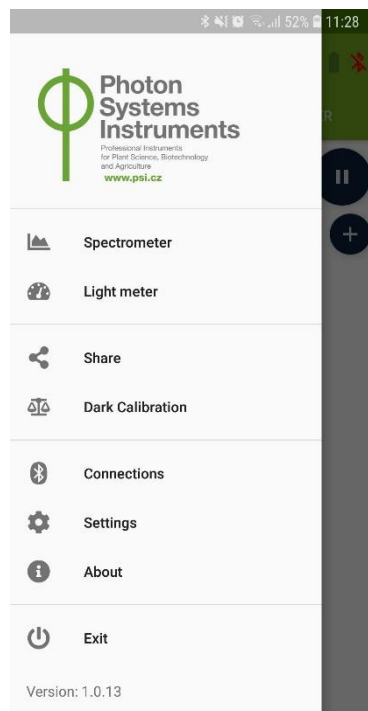 52% 11:28
Photon
Systems
Instruments
Professional Instruments
for Plant Science, Biotechnology
and Agriculture
www.psi.cz
R
Spectrometer
Light meter
Share
Dark Calibration
Connections
Settings
About
Exit
Version: 1.0.13